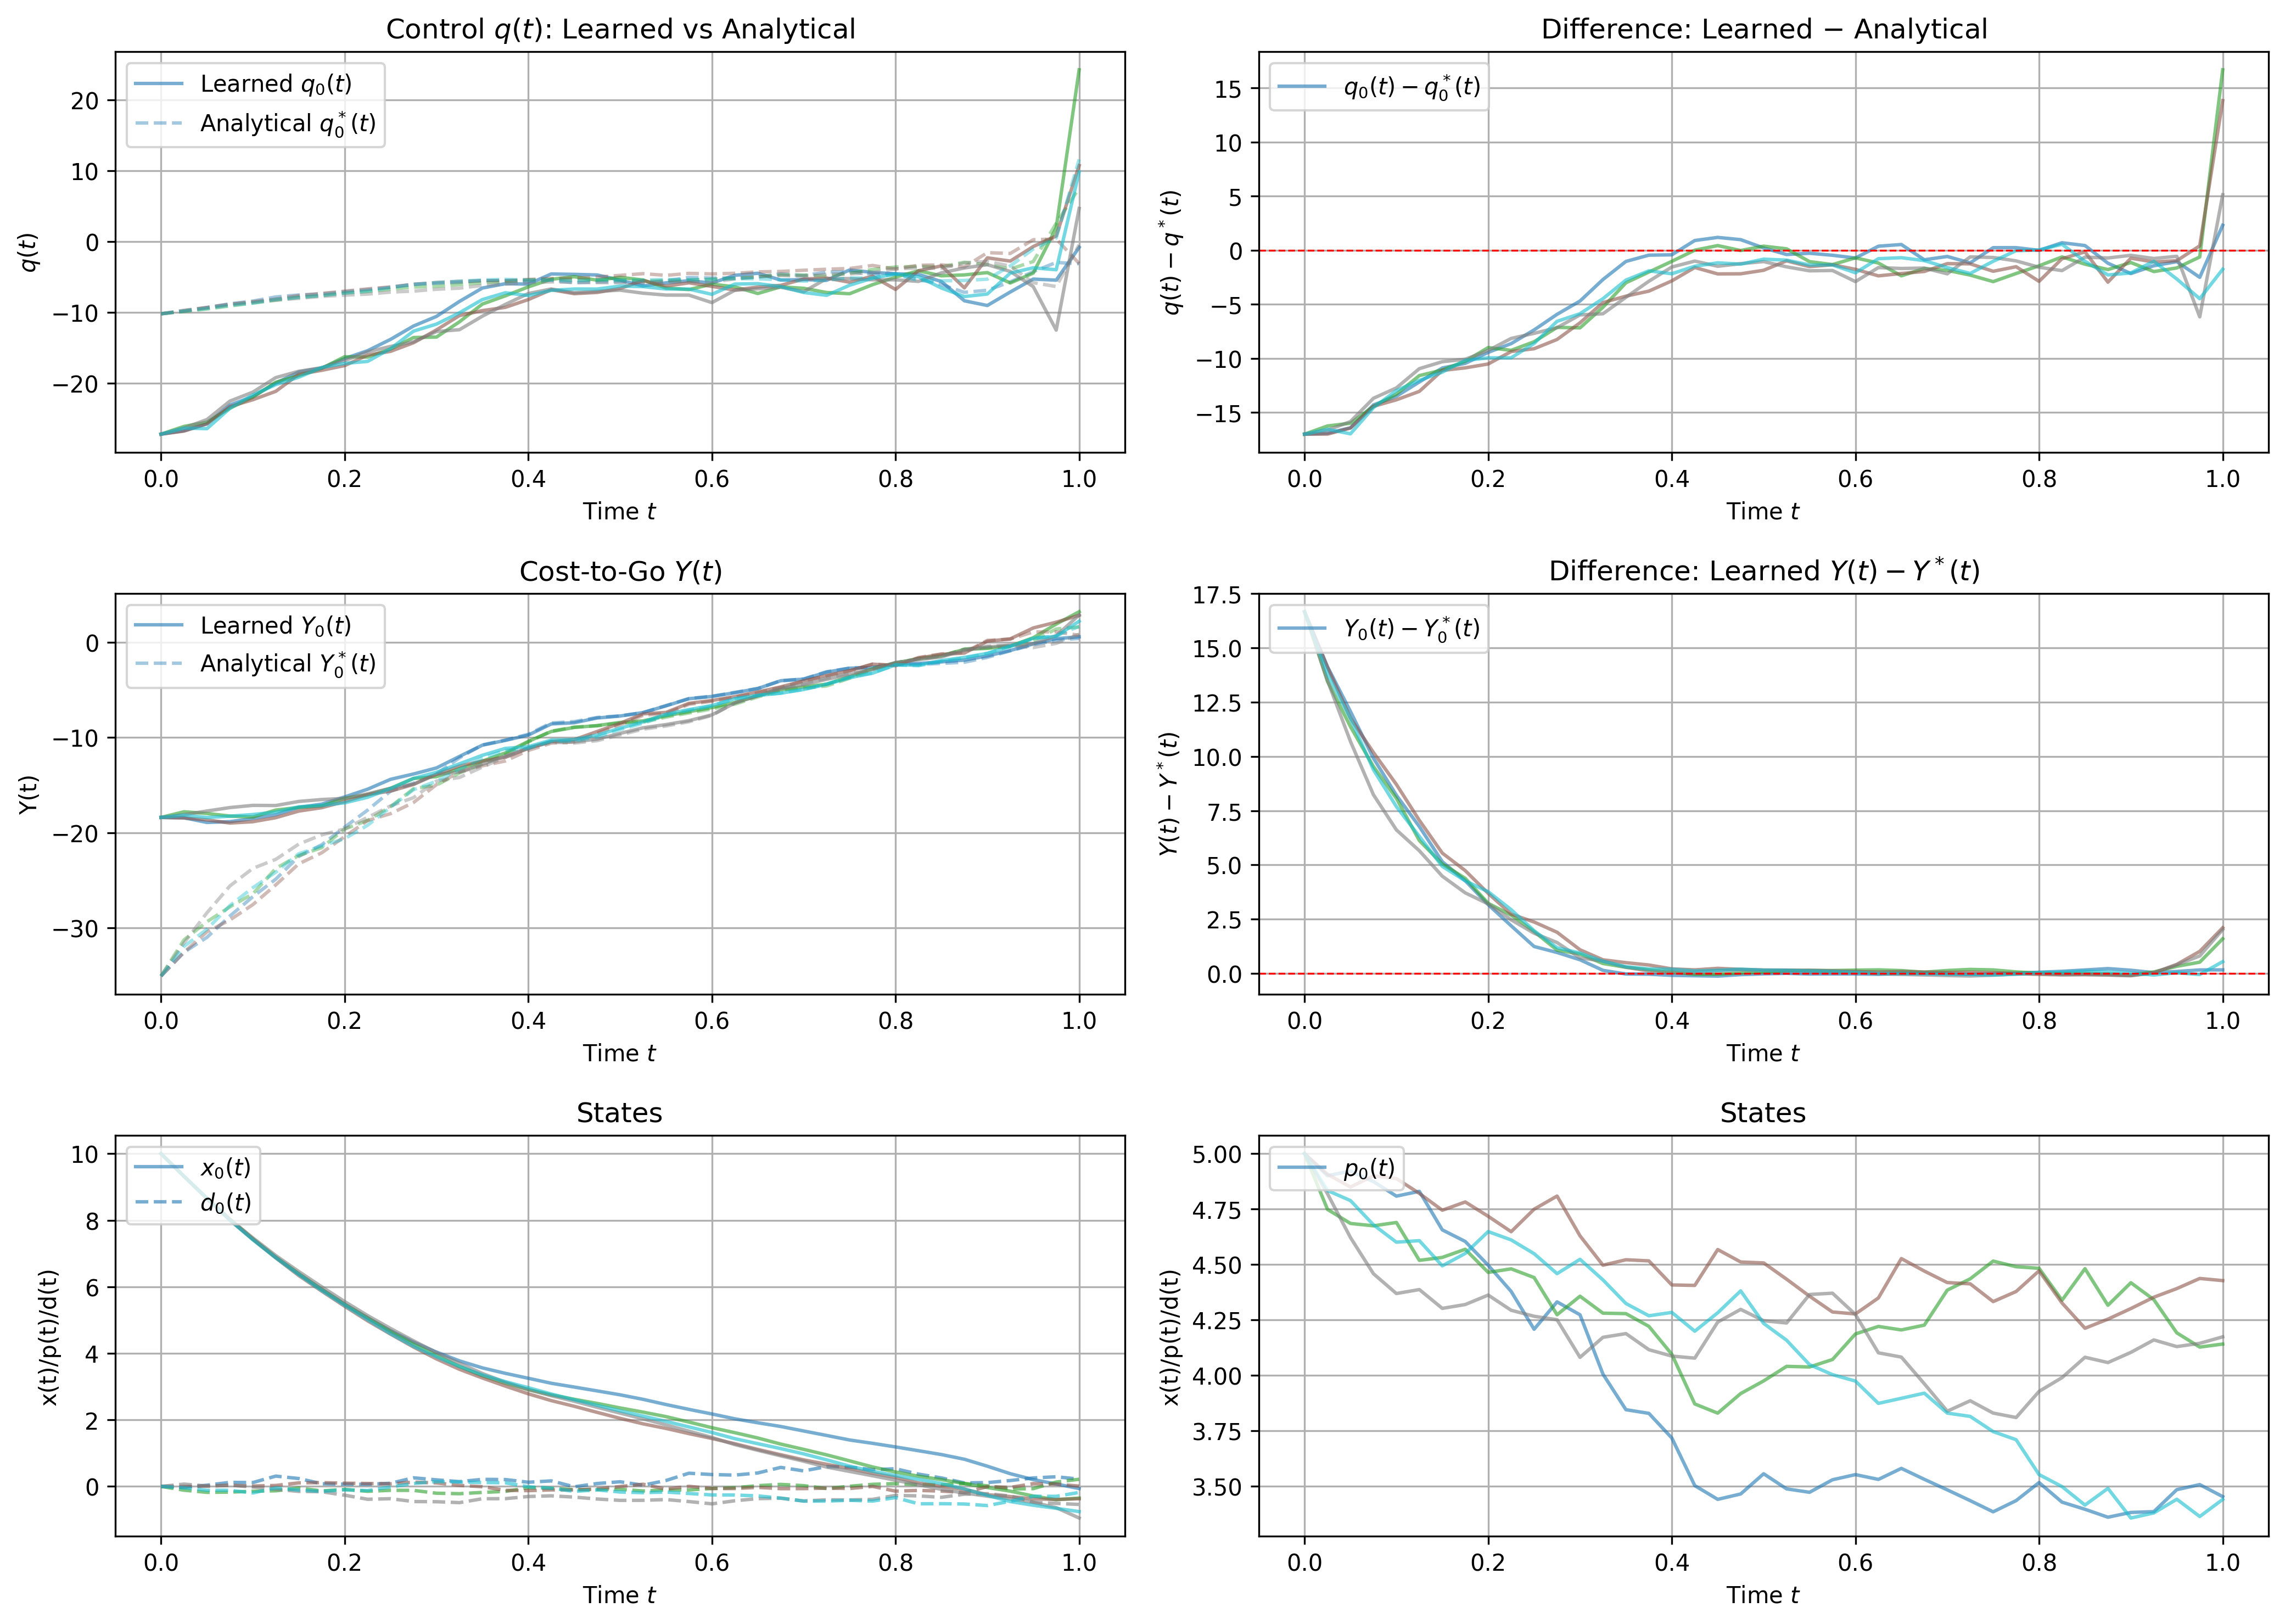 Control q(t): Learned vs Analytical
Learned q₀(t)
Analytical q₀*(t)
q(t)
20
10
0
−10
−20
0.0 0.2 0.4 0.6 0.8 1.0
Time t
Difference: Learned − Analytical
q₀(t) − q₀*(t)
q(t) − q*(t)
15
10
5
0
−5
−10
−15
0.0 0.2 0.4 0.6 0.8 1.0
Time t
Cost-to-Go Y(t)
Learned Y₀(t)
Analytical Y₀*(t)
Y(t)
0
−10
−20
−30
0.0 0.2 0.4 0.6 0.8 1.0
Time t
Difference: Learned Y(t) − Y*(t)
Y₀(t) − Y₀*(t)
Y(t) − Y*(t)
17.5
15.0
12.5
10.0
7.5
5.0
2.5
0.0
0.0 0.2 0.4 0.6 0.8 1.0
Time t
States
x₀(t)
d₀(t)
x(t)/p(t)/d(t)
10
8
6
4
2
0
0.0 0.2 0.4 0.6 0.8 1.0
Time t
States
p₀(t)
x(t)/p(t)/d(t)
5.00
4.75
4.50
4.25
4.00
3.75
3.50
0.0 0.2 0.4 0.6 0.8 1.0
Time t